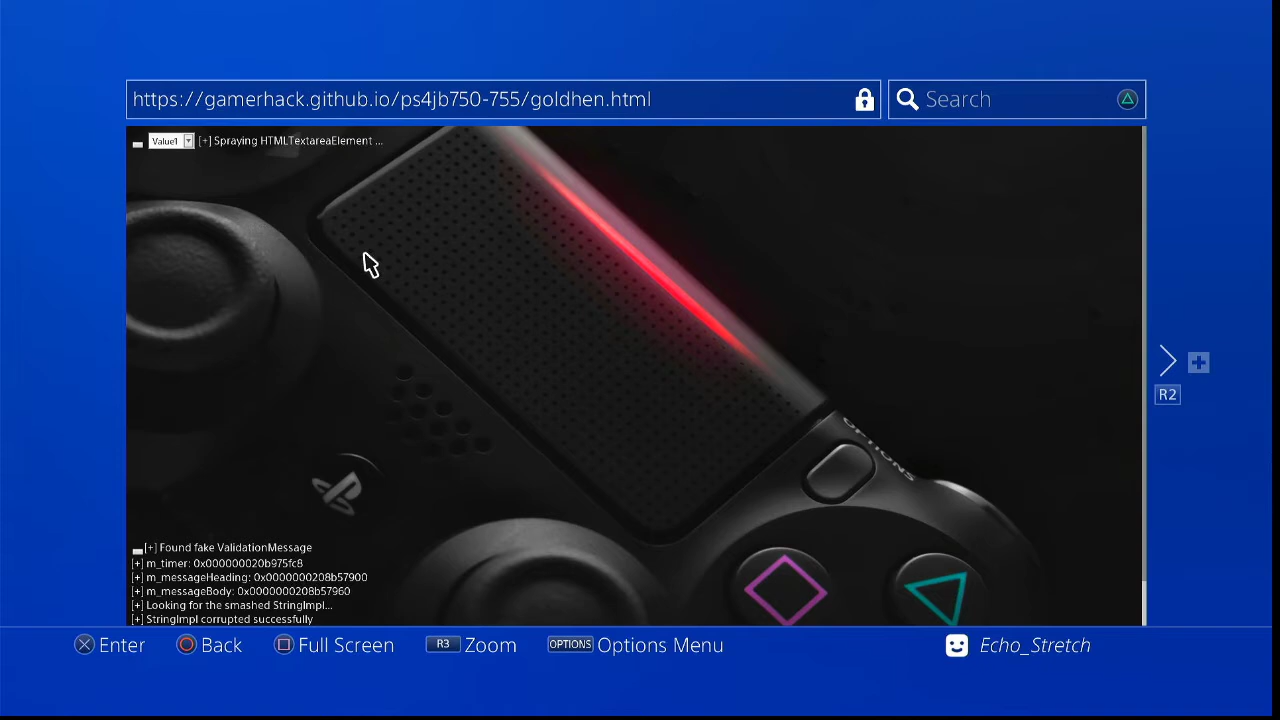 https://gamerhack.github.io/ps4jb750-755/goldhen.html
Search
Value1 [+] Spraying HTMLTextareaElement ...
OPTIONS
R2
[+] Found fake ValidationMessage
[+] m_timer: 0x000000020b975fc8
[+] m_messageHeading: 0x0000000208b57900
[+] m_messageBody: 0x0000000208b57960
[+] Looking for the smashed StringImpl...
[+] StringImpl corrupted successfully
Enter Back Full Screen R3 Zoom OPTIONS Options Menu Echo_Stretch